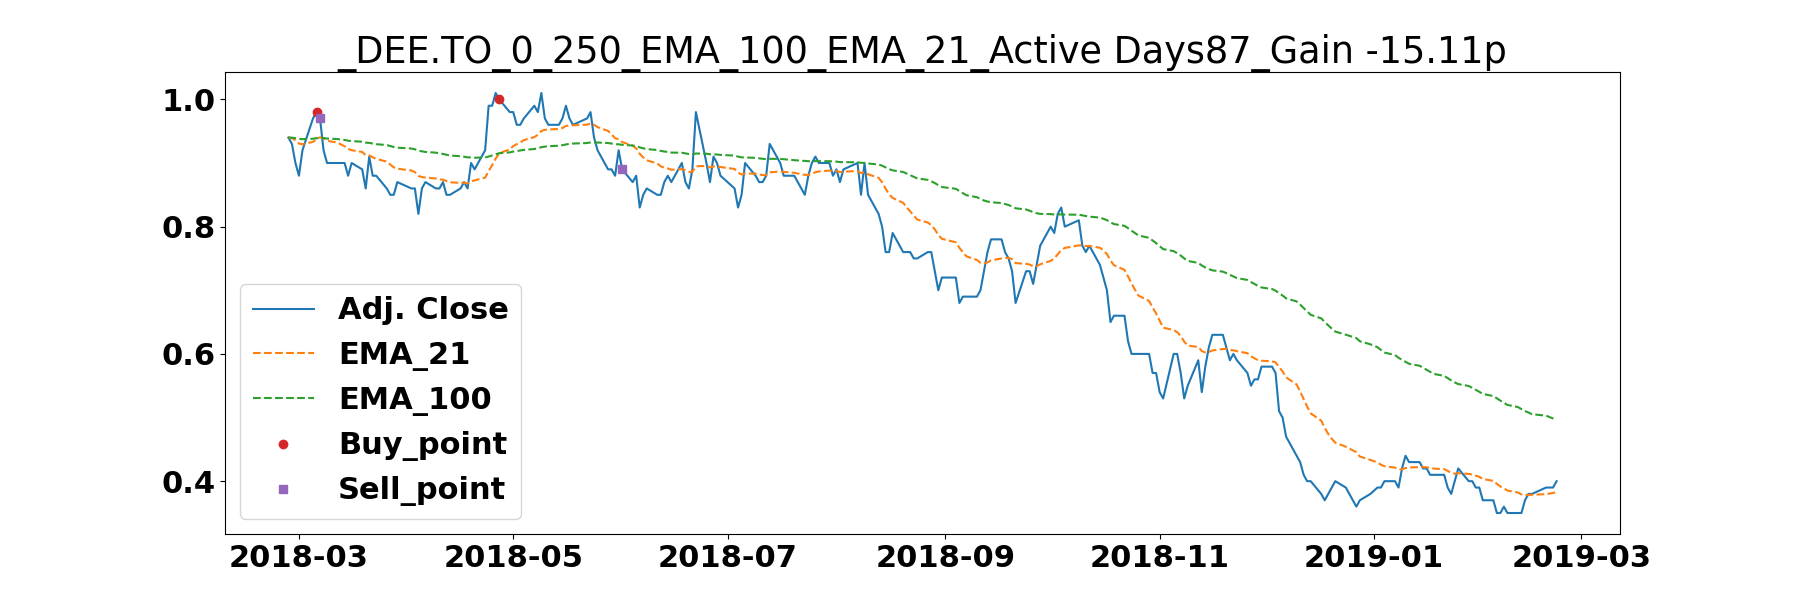 _DEE.TO_0_250_EMA_100_EMA_21_Active Days87_Gain -15.11p
1.0
0.8
0.6
0.4
Adj. Close
EMA_21
EMA_100
Buy_point
Sell_point
2018-03 2018-05 2018-07 2018-09 2018-11 2019-01 2019-03